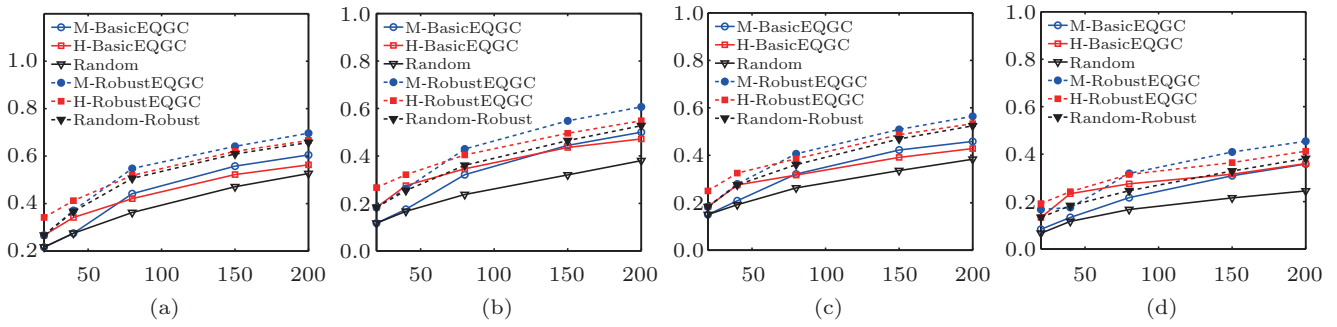 1.0
0.8
0.6
0.4
0.2
50
100
150
200
M-BasicEQGC
H-BasicEQGC
Random
M-RobustEQGC
H-RobustEQGC
Random-Robust
(a)
1.0
0.8
0.6
0.4
0.2
0.0
50
100
150
200
M-BasicEQGC
H-BasicEQGC
Random
M-RobustEQGC
H-RobustEQGC
Random-Robust
(b)
1.0
0.8
0.6
0.4
0.2
0.0
50
100
150
200
M-BasicEQGC
H-BasicEQGC
Random
M-RobustEQGC
H-RobustEQGC
Random-Robust
(c)
1.0
0.8
0.6
0.4
0.2
0.0
50
100
150
200
M-BasicEQGC
H-BasicEQGC
Random
M-RobustEQGC
H-RobustEQGC
Random-Robust
(d)